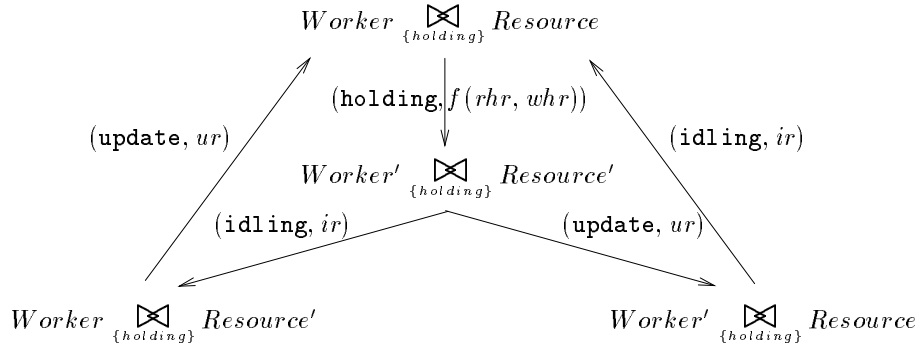 Worker ⋈ Resource
{holding}
(holding, f(rhr, whr))
(update, ur)
(idling, ir)
Worker′ ⋈ Resource′
{holding}
(idling, ir)
(update, ur)
Worker ⋈ Resource′
{holding}
Worker′ ⋈ Resource
{holding}